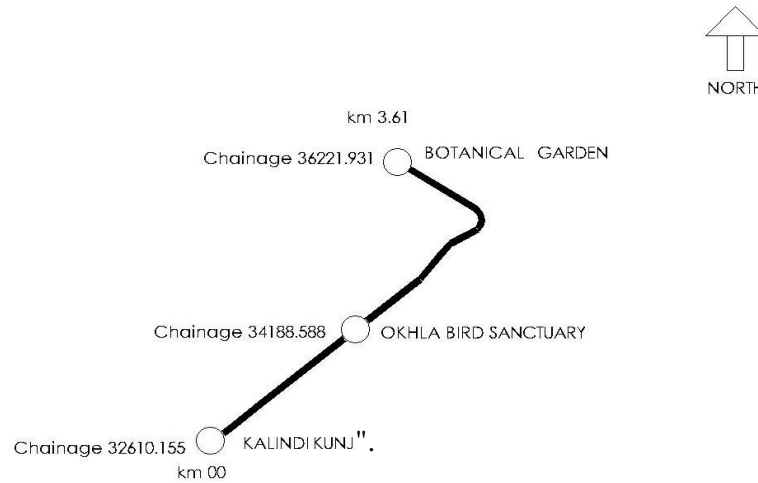 NORTH
km 3.61
Chainage 36221.931 BOTANICAL GARDEN
Chainage 34188.588 OKHLA BIRD SANCTUARY
Chainage 32610.155 KALINDI KUNJ".
km 00